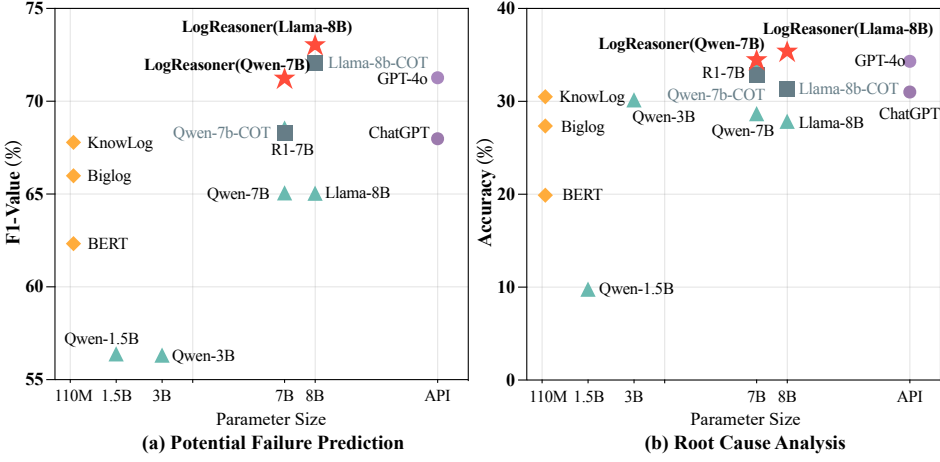 75
70
65
60
55
F1-Value (%)
LogReasoner(Llama-8B)
LogReasoner(Qwen-7B)
Llama-8b-COT
GPT-4o
Qwen-7b-COT
R1-7B
ChatGPT
KnowLog
Biglog
Qwen-7B
Llama-8B
BERT
Qwen-1.5B
Qwen-3B
110M 1.5B 3B 7B 8B API
Parameter Size
(a) Potential Failure Prediction
40
30
20
10
0
Accuracy (%)
LogReasoner(Llama-8B)
LogReasoner(Qwen-7B)
GPT-4o
R1-7B
Qwen-7b-COT
Llama-8b-COT
KnowLog
Qwen-3B
ChatGPT
Biglog
Qwen-7B
Llama-8B
BERT
Qwen-1.5B
110M 1.5B 3B 7B 8B API
Parameter Size
(b) Root Cause Analysis